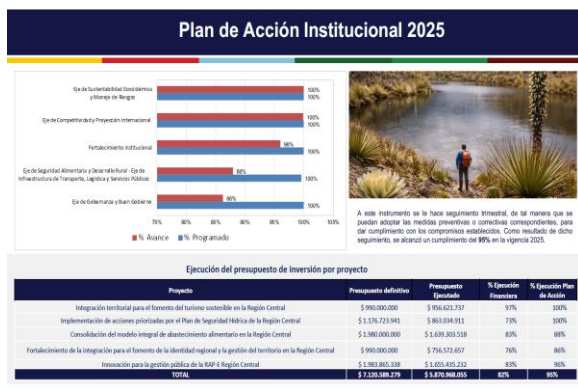 Plan de Acción Institucional 2025
Eje de Sustentabilidad Ecosistémica
y Manejo de Riesgos
100%
100%
Eje de Competitividad y Proyección Internacional
100%
100%
Fortalecimiento Institucional
96%
100%
Eje de Seguridad Alimentaria y Desarrollo Rural - Eje de
Infraestructura de Transporte, Logística y Servicios Públicos
88%
100%
Eje de Gobernanza y Buen Gobierno
86%
100%
75% 80% 85% 90% 95% 100% 105%
% Avance % Programado
A este instrumento se le hace seguimiento trimestral, de tal manera que se
puedan adoptar las medidas preventivas o correctivas correspondientes, para
dar cumplimiento con los compromisos establecidos. Como resultado de dicho
seguimiento, se alcanzó un cumplimiento del 95% en la vigencia 2025.
Ejecución del presupuesto de inversión por proyecto
Proyecto Presupuesto definitivo Presupuesto Ejecutado % Ejecución Financiera % Ejecución Plan de Acción
Integración territorial para el fomento del turismo sostenible en la Región Central $ 990.000.000 $ 956.621.737 97% 100%
Implementación de acciones priorizadas por el Plan de Seguridad Hídrica de la Región Central $ 1.176.723.941 $ 863.034.911 73% 100%
Consolidación del modelo integral de abastecimiento alimentario en la Región Central $ 1.980.000.000 $ 1.639.303.518 83% 88%
Fortalecimiento de la integración para el fomento de la identidad regional y la gestión del territorio en la Región Central $ 990.000.000 $ 756.572.657 76% 86%
Innovación para la gestión pública de la RAP-E Región Central $ 1.983.865.338 $ 1.655.435.232 83% 96%
TOTAL $ 7.120.589.279 $ 5.870.968.055 82% 95%